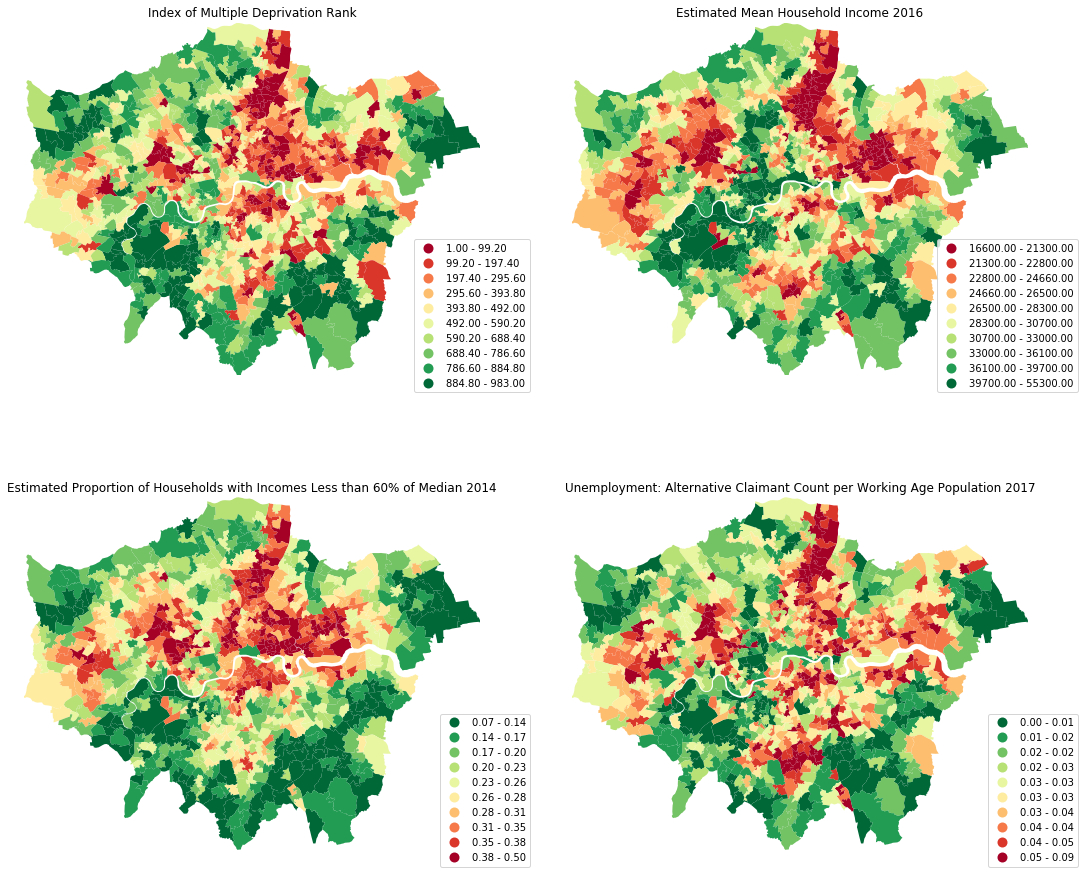 Index of Multiple Deprivation Rank
1.00 - 99.20
99.20 - 197.40
197.40 - 295.60
295.60 - 393.80
393.80 - 492.00
492.00 - 590.20
590.20 - 688.40
688.40 - 786.60
786.60 - 884.80
884.80 - 983.00
Estimated Mean Household Income 2016
16600.00 - 21300.00
21300.00 - 22800.00
22800.00 - 24660.00
24660.00 - 26500.00
26500.00 - 28300.00
28300.00 - 30700.00
30700.00 - 33000.00
33000.00 - 36100.00
36100.00 - 39700.00
39700.00 - 55300.00
Estimated Proportion of Households with Incomes Less than 60% of Median 2014
0.07 - 0.14
0.14 - 0.17
0.17 - 0.20
0.20 - 0.23
0.23 - 0.26
0.26 - 0.28
0.28 - 0.31
0.31 - 0.35
0.35 - 0.38
0.38 - 0.50
Unemployment: Alternative Claimant Count per Working Age Population 2017
0.00 - 0.01
0.01 - 0.02
0.02 - 0.02
0.02 - 0.03
0.03 - 0.03
0.03 - 0.03
0.03 - 0.04
0.04 - 0.04
0.04 - 0.05
0.05 - 0.09